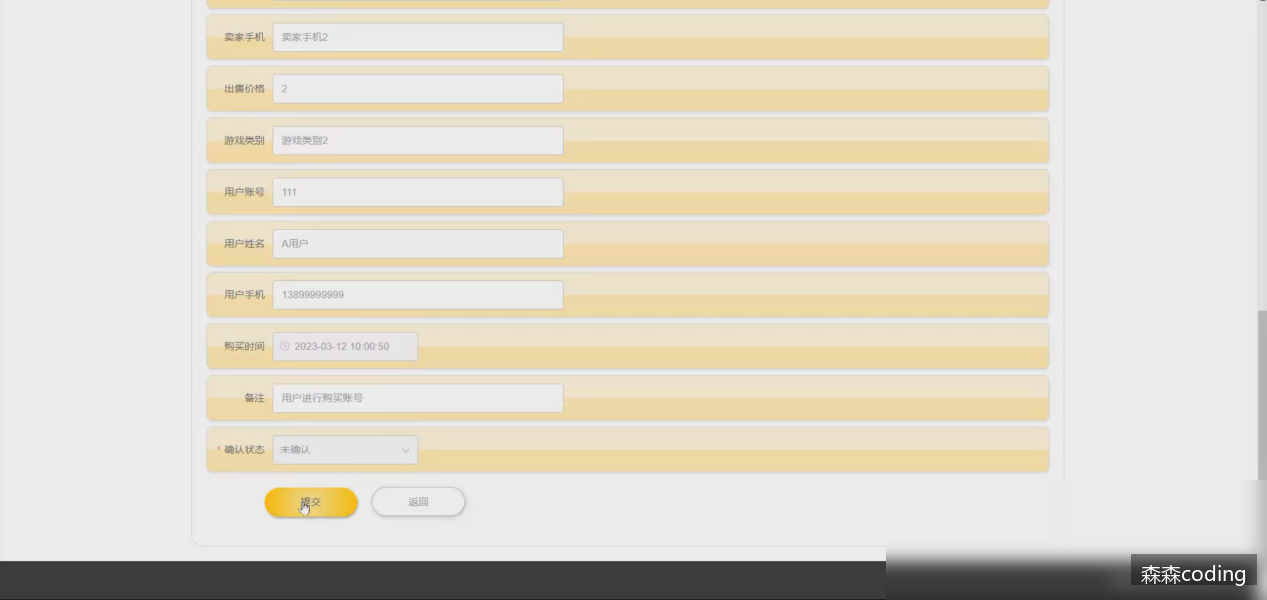 卖家手机 卖家手机2
出售价格 2
游戏类别 游戏类别2
用户账号 111
用户姓名 A用户
用户手机 13899999999
购买时间 2023-03-12 10:00:50
备注 用户进行购买账号
* 确认状态 未确认
提交 返回
森森coding